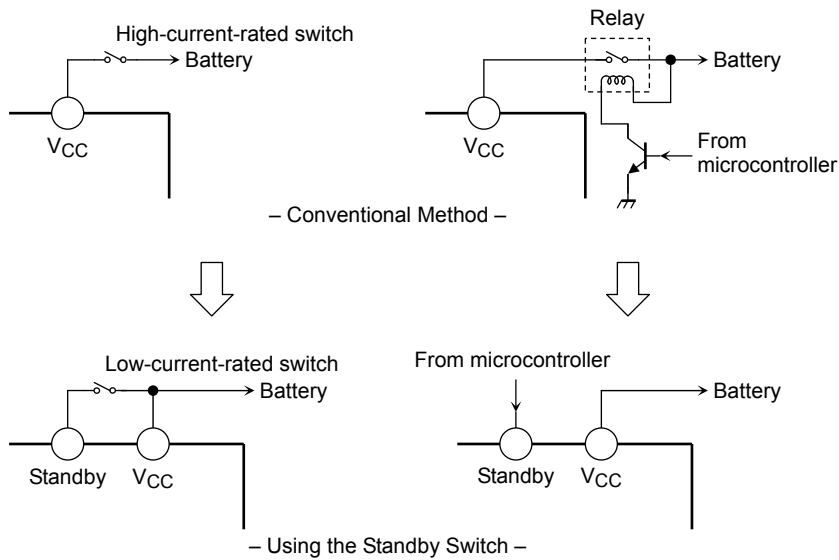 High-current-rated switch
Battery
VCC
Relay
Battery
VCC
From
microcontroller
– Conventional Method –
Low-current-rated switch
Battery
Standby
VCC
From microcontroller
Battery
Standby
VCC
– Using the Standby Switch –